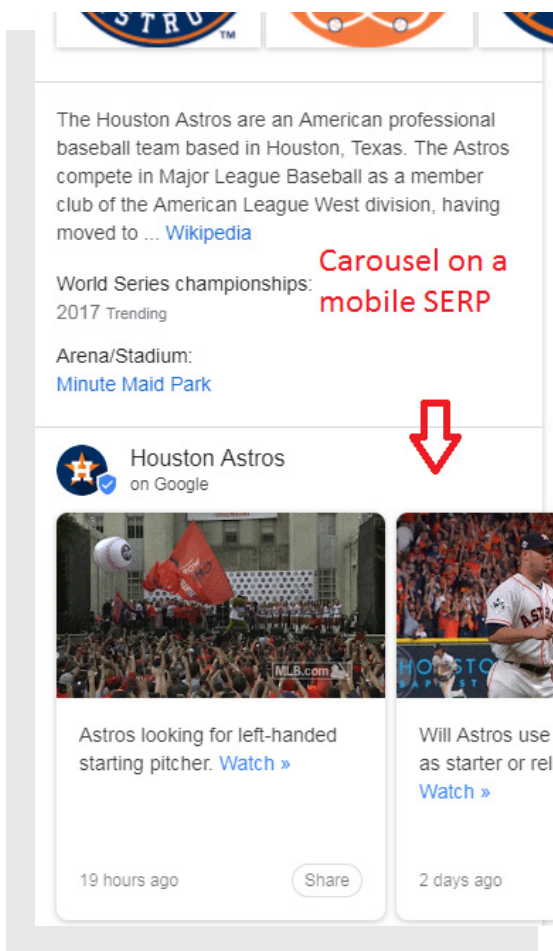 STRO
TM
The Houston Astros are an American professional
baseball team based in Houston, Texas. The Astros
compete in Major League Baseball as a member
club of the American League West division, having
moved to ... Wikipedia
World Series championships:
2017 Trending
Carousel on a
mobile SERP
Arena/Stadium:
Minute Maid Park
Houston Astros
on Google
MLB.com
Astros looking for left-handed
starting pitcher. Watch »
19 hours ago
Share
Will Astros use
as starter or rel
Watch »
2 days ago